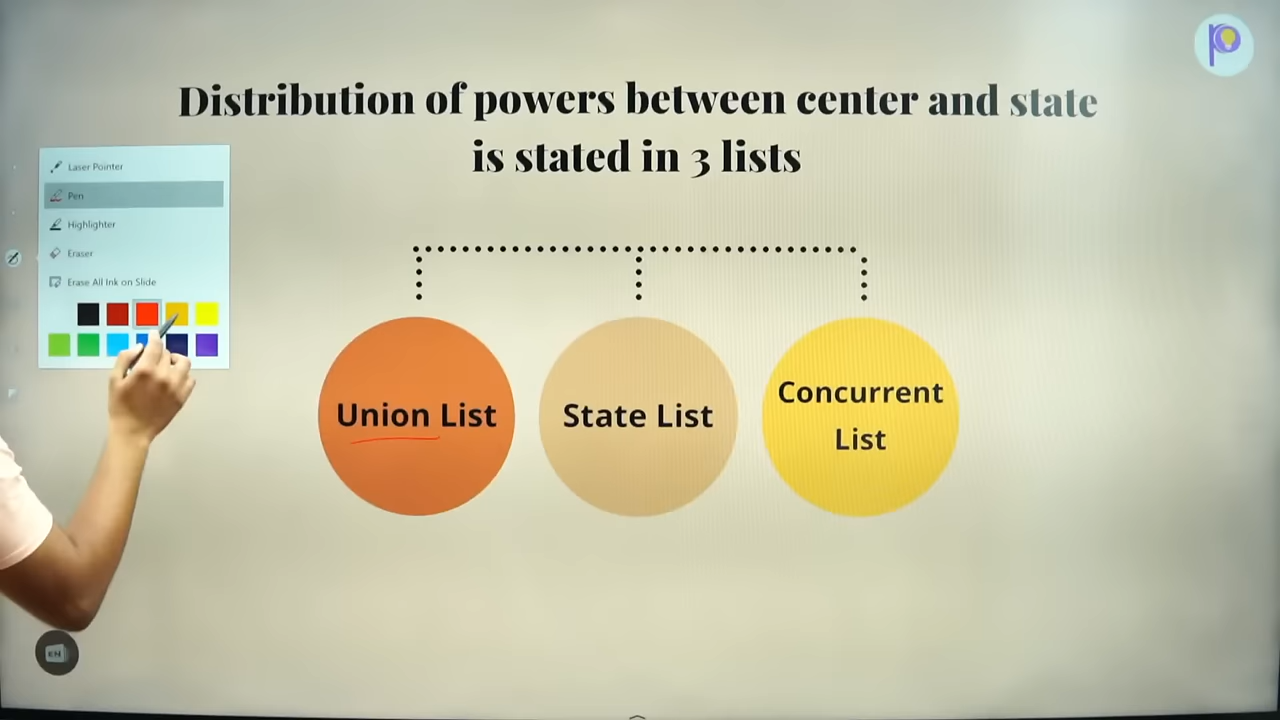 Distribution of powers between center and state
is stated in 3 lists
Laser Pointer
Pen
Highlighter
Eraser
Erase All Ink on Slide
Union List
State List
Concurrent
List
EN